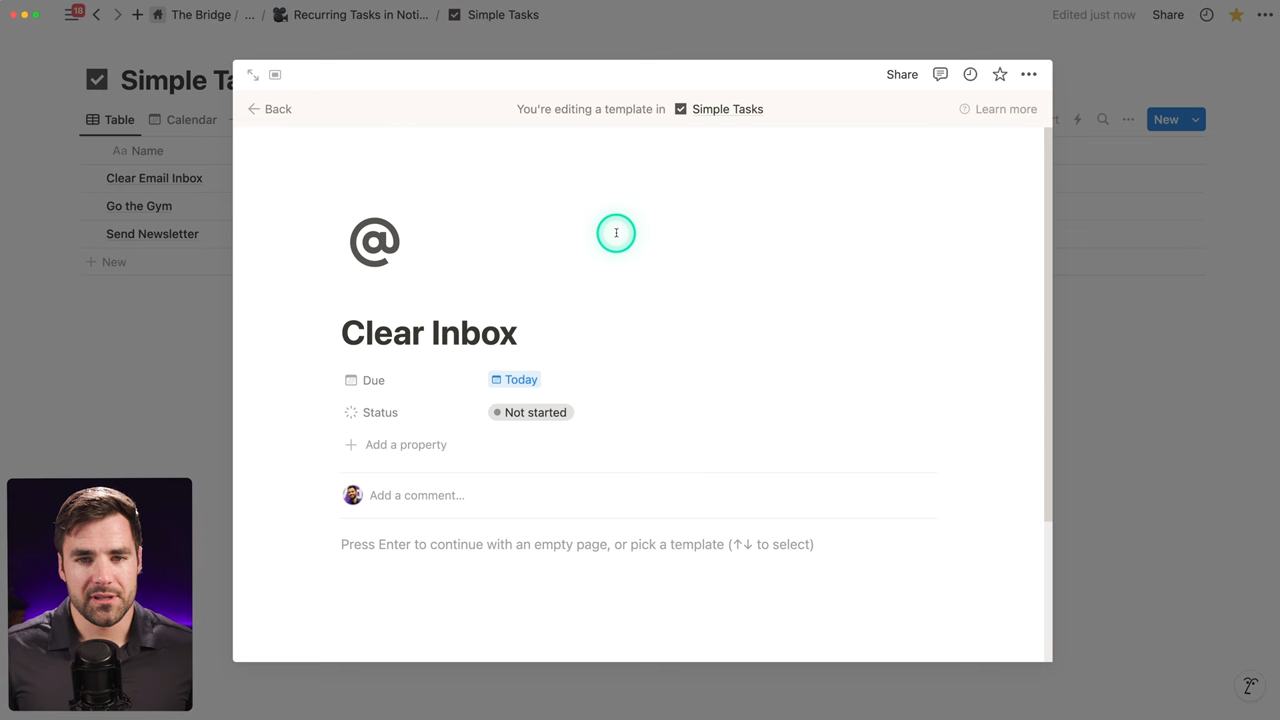 18 The Bridge / ... / Recurring Tasks in Noti... / Simple Tasks Edited just now Share
Simple Ta
Share
Back You're editing a template in Simple Tasks Learn more
Table Calendar rt New
Aa Name
Clear Email Inbox
Go the Gym
Send Newsletter
New
@
Clear Inbox
Due Today
Status Not started
Add a property
Add a comment...
Press Enter to continue with an empty page, or pick a template (↑↓ to select)